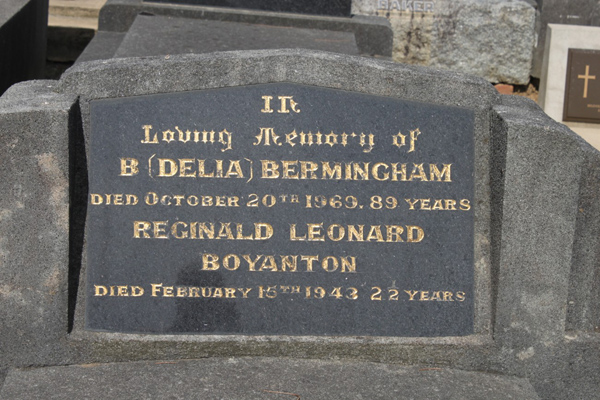 BAKER
In
Loving Memory of
B (DELIA) BERMINGHAM
DIED OCTOBER 20TH 1969. 89 YEARS
REGINALD LEONARD
BOYANTON
DIED FEBRUARY 15TH 1943 22 YEARS